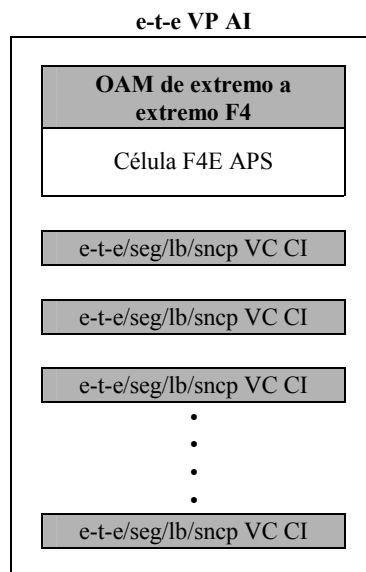 e-t-e VP AI
OAM de extremo a
extremo F4
Célula F4E APS
e-t-e/seg/lb/sncp VC CI
e-t-e/seg/lb/sncp VC CI
e-t-e/seg/lb/sncp VC CI
e-t-e/seg/lb/sncp VC CI